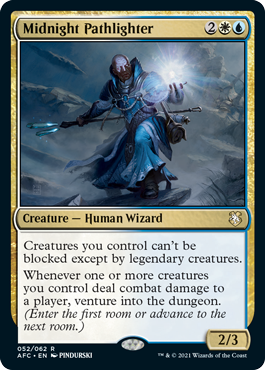 Midnight Pathlighter 2
Creature — Human Wizard
Creatures you control can't be
blocked except by legendary creatures.
Whenever one or more creatures
you control deal combat damage to
a player, venture into the dungeon.
(Enter the first room or advance to the
next room.)
2/3
052/062 R
AFC • EN PINDURSKI
™ & © 2021 Wizards of the Coast